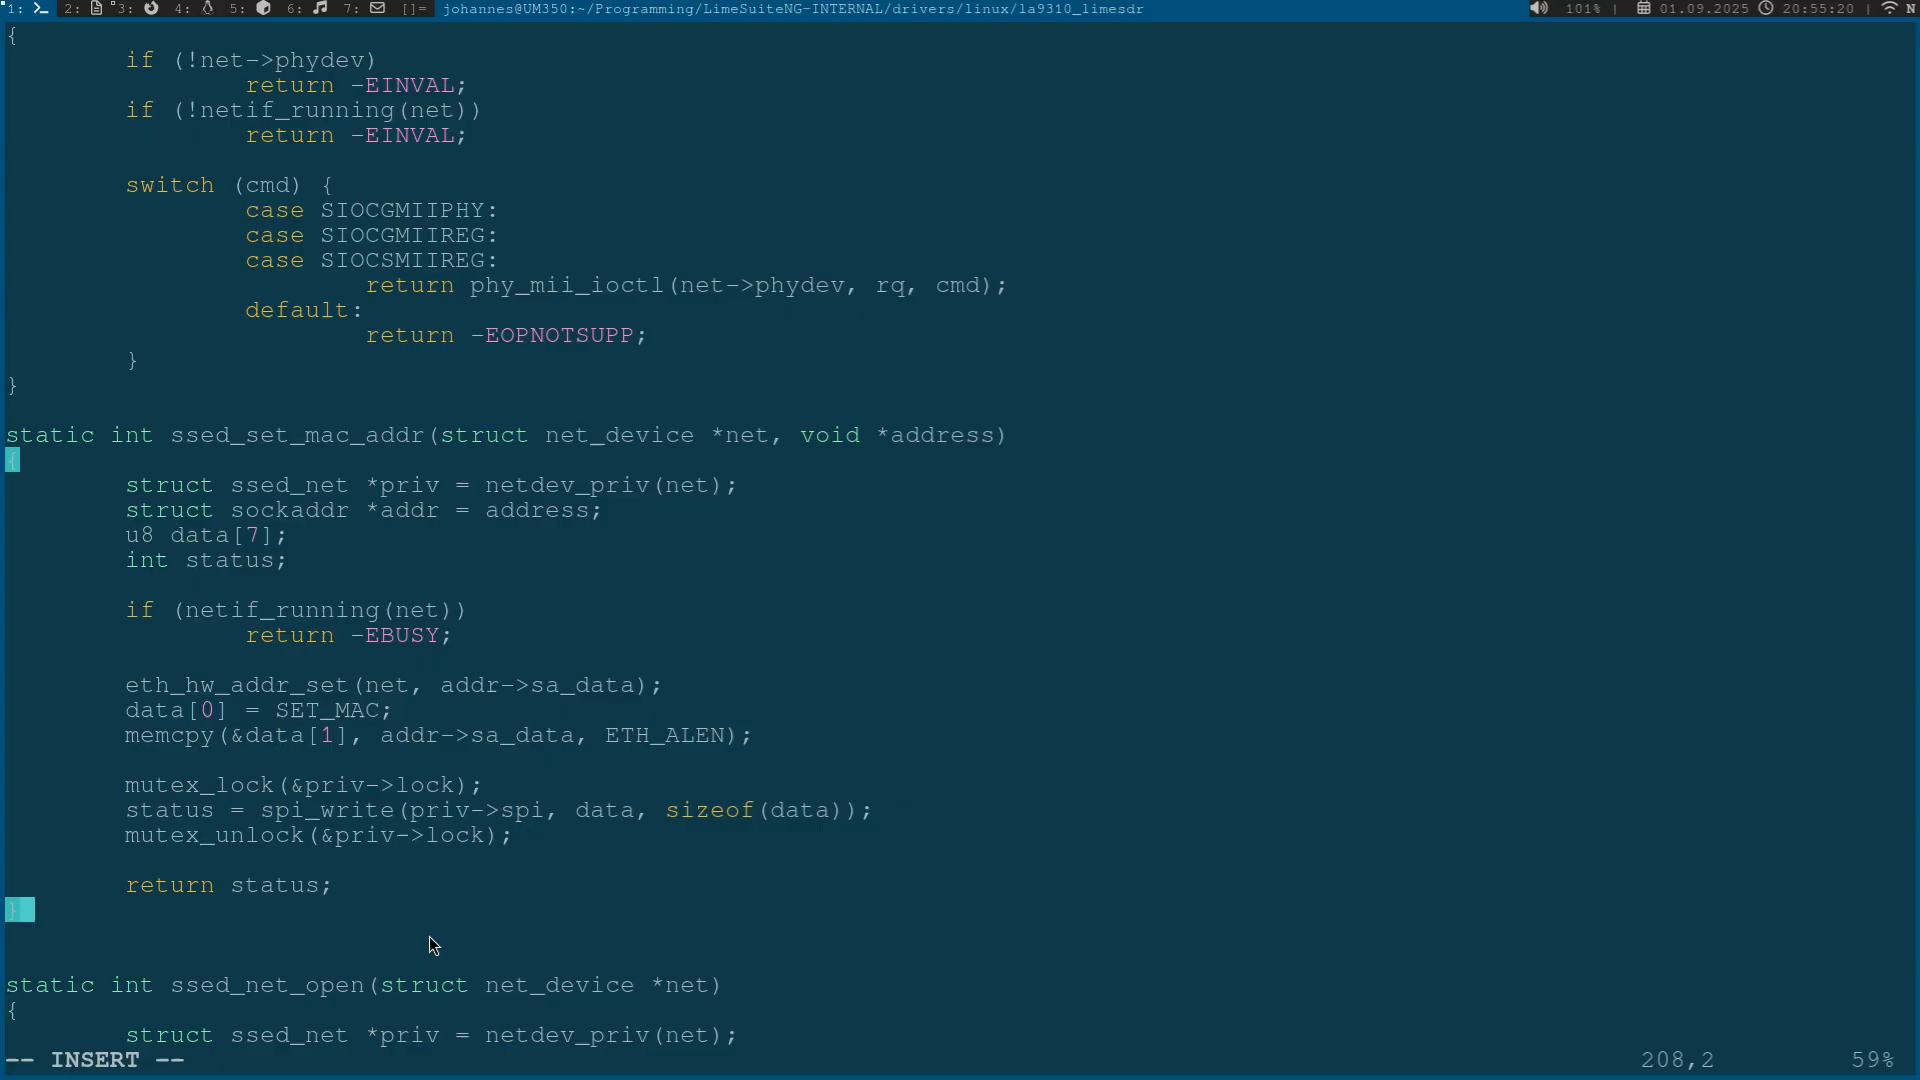 1: 2: 3: 4: 5: 6: 7: []= johannes@UM350:~/Programming/LimeSuiteNG-INTERNAL/drivers/linux/la9310_limesdr 101% | 01.09.2025 20:55:20 | N
{
if (!net->phydev)
return -EINVAL;
if (!netif_running(net))
return -EINVAL;
switch (cmd) {
case SIOCGMIIPHY:
case SIOCGMIIREG:
case SIOCSMIIREG:
return phy_mii_ioctl(net->phydev, rq, cmd);
default:
return -EOPNOTSUPP;
}
}
static int ssed_set_mac_addr(struct net_device *net, void *address)
{
struct ssed_net *priv = netdev_priv(net);
struct sockaddr *addr = address;
u8 data[7];
int status;
if (netif_running(net))
return -EBUSY;
eth_hw_addr_set(net, addr->sa_data);
data[0] = SET_MAC;
memcpy(&data[1], addr->sa_data, ETH_ALEN);
mutex_lock(&priv->lock);
status = spi_write(priv->spi, data, sizeof(data));
mutex_unlock(&priv->lock);
return status;
}
static int ssed_net_open(struct net_device *net)
{
struct ssed_net *priv = netdev_priv(net);
-- INSERT -- 208,2 59%